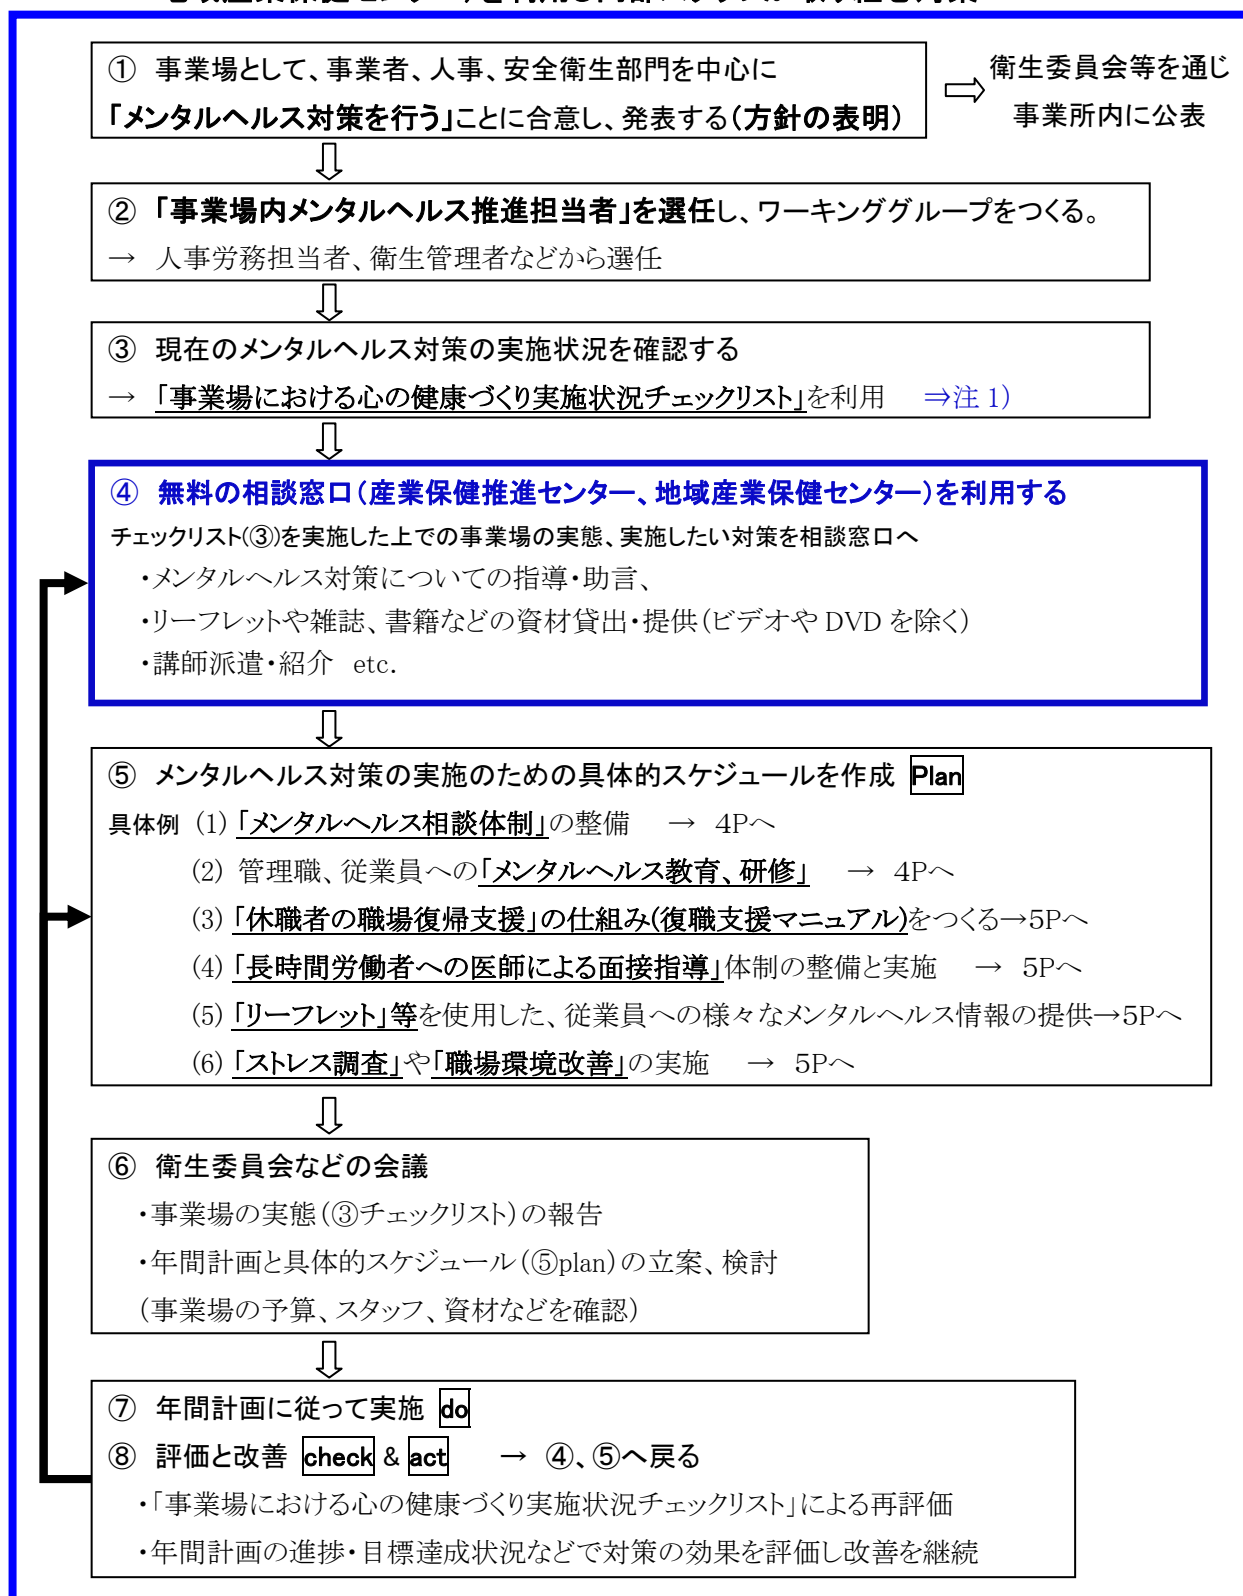 ① 事業場として、事業者、人事、安全衛生部門を中心に
「メンタルヘルス対策を行う」ことに合意し、発表する(方針の表明)
衛生委員会等を通じ
事業所内に公表
② 「事業場内メンタルヘルス推進担当者」を選任し、ワーキンググループをつくる。
→ 人事労務担当者、衛生管理者などから選任
③ 現在のメンタルヘルス対策の実施状況を確認する
→ 「事業場における心の健康づくり実施状況チェックリスト」を利用 ⇒注1)
④ 無料の相談窓口(産業保健推進センター、地域産業保健センター)を利用する
チェックリスト(③)を実施した上での事業場の実態、実施したい対策を相談窓口へ
・メンタルヘルス対策についての指導・助言、
・リーフレットや雑誌、書籍などの資材貸出・提供(ビデオや DVD を除く)
・講師派遣・紹介 etc.
⑤ メンタルヘルス対策の実施のための具体的スケジュールを作成 Plan
具体例 (1)「メンタルヘルス相談体制」の整備 → 4Pへ
(2) 管理職、従業員への「メンタルヘルス教育、研修」 → 4Pへ
(3)「休職者の職場復帰支援」の仕組み(復職支援マニュアル)をつくる→5Pへ
(4)「長時間労働者への医師による面接指導」体制の整備と実施 → 5Pへ
(5)「リーフレット」等を使用した、従業員への様々なメンタルヘルス情報の提供→5Pへ
(6)「ストレス調査」や「職場環境改善」の実施 → 5Pへ
⑥ 衛生委員会などの会議
・事業場の実態(③チェックリスト)の報告
・年間計画と具体的スケジュール(⑤plan)の立案、検討
(事業場の予算、スタッフ、資材などを確認)
⑦ 年間計画に従って実施 do
⑧ 評価と改善 check & act → ④、⑤へ戻る
・「事業場における心の健康づくり実施状況チェックリスト」による再評価
・年間計画の進捗・目標達成状況などで対策の効果を評価し改善を継続